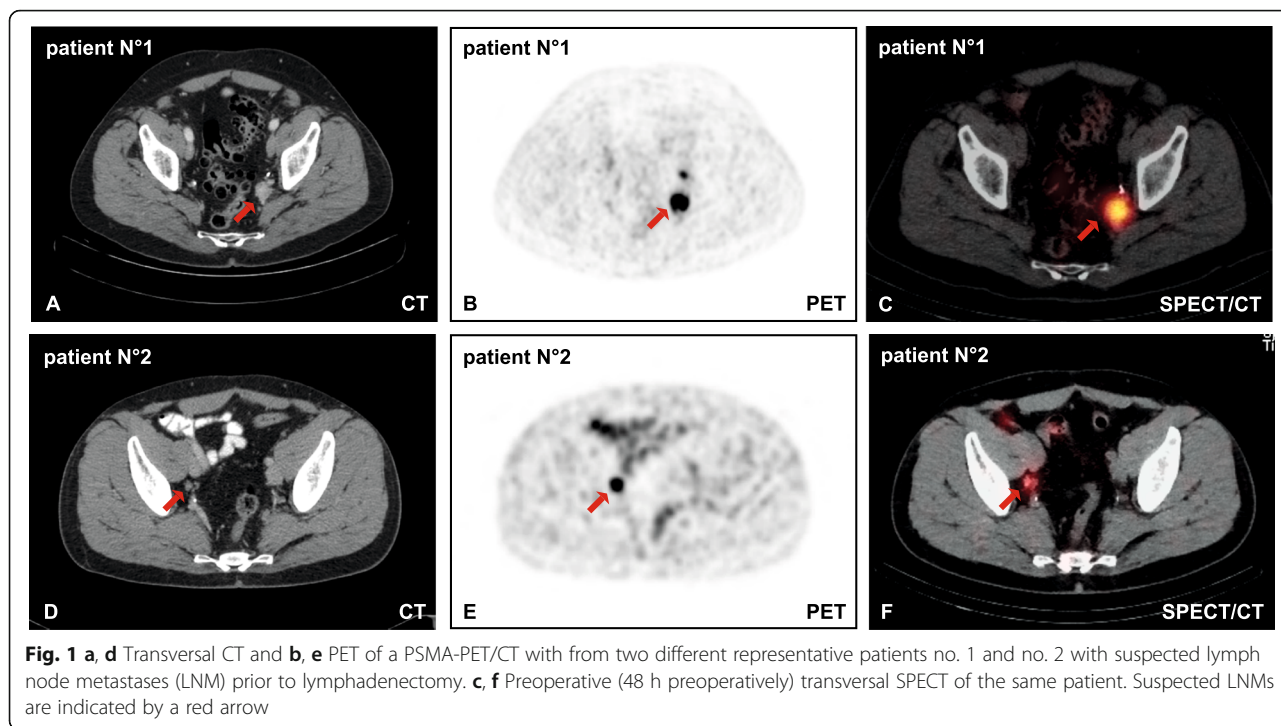 patient N°1
A
CT
patient N°1
B
PET
patient N°1
C
SPECT/CT
patient N°2
D
CT
patient N°2
E
PET
patient N°2
Ti
F
SPECT/CT
Fig. 1 a, d Transversal CT and b, e PET of a PSMA-PET/CT with from two different representative patients no. 1 and no. 2 with suspected lymph
node metastases (LNM) prior to lymphadenectomy. c, f Preoperative (48 h preoperatively) transversal SPECT of the same patient. Suspected LNMs
are indicated by a red arrow